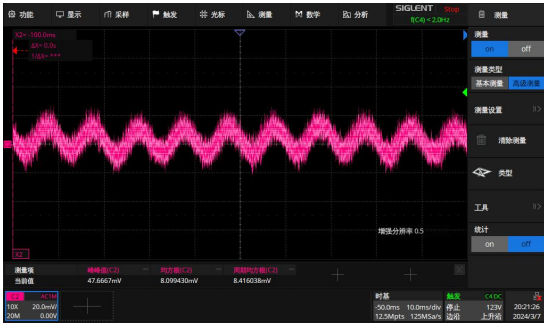 功能 显示 采样 触发 光标 测量 数学 分析 SIGLENT Stop 测量
f(C4) < 2.0Hz
X2= -100.0ms
ΔX= 0.0s
1/ΔX= ***
测量
on off
测量类型
基本测量 高级测量
测量设置
清除测量
类型
工具
增强分辨率 0.5
统计
on off
X2
测量项 峰峰值(C2) 均方根(C2) 周期均方根(C2)
当前值 47.6667mV 8.099430mV 8.416038mV
C2 AC1M
10X 20.0mV/
20M 0.00V
时基
-50.0ms 10.0ms/div
12.5Mpts 125MSa/s
触发 C4 DC
停止 123V
边沿 上升沿
20:21:26
2024/3/7